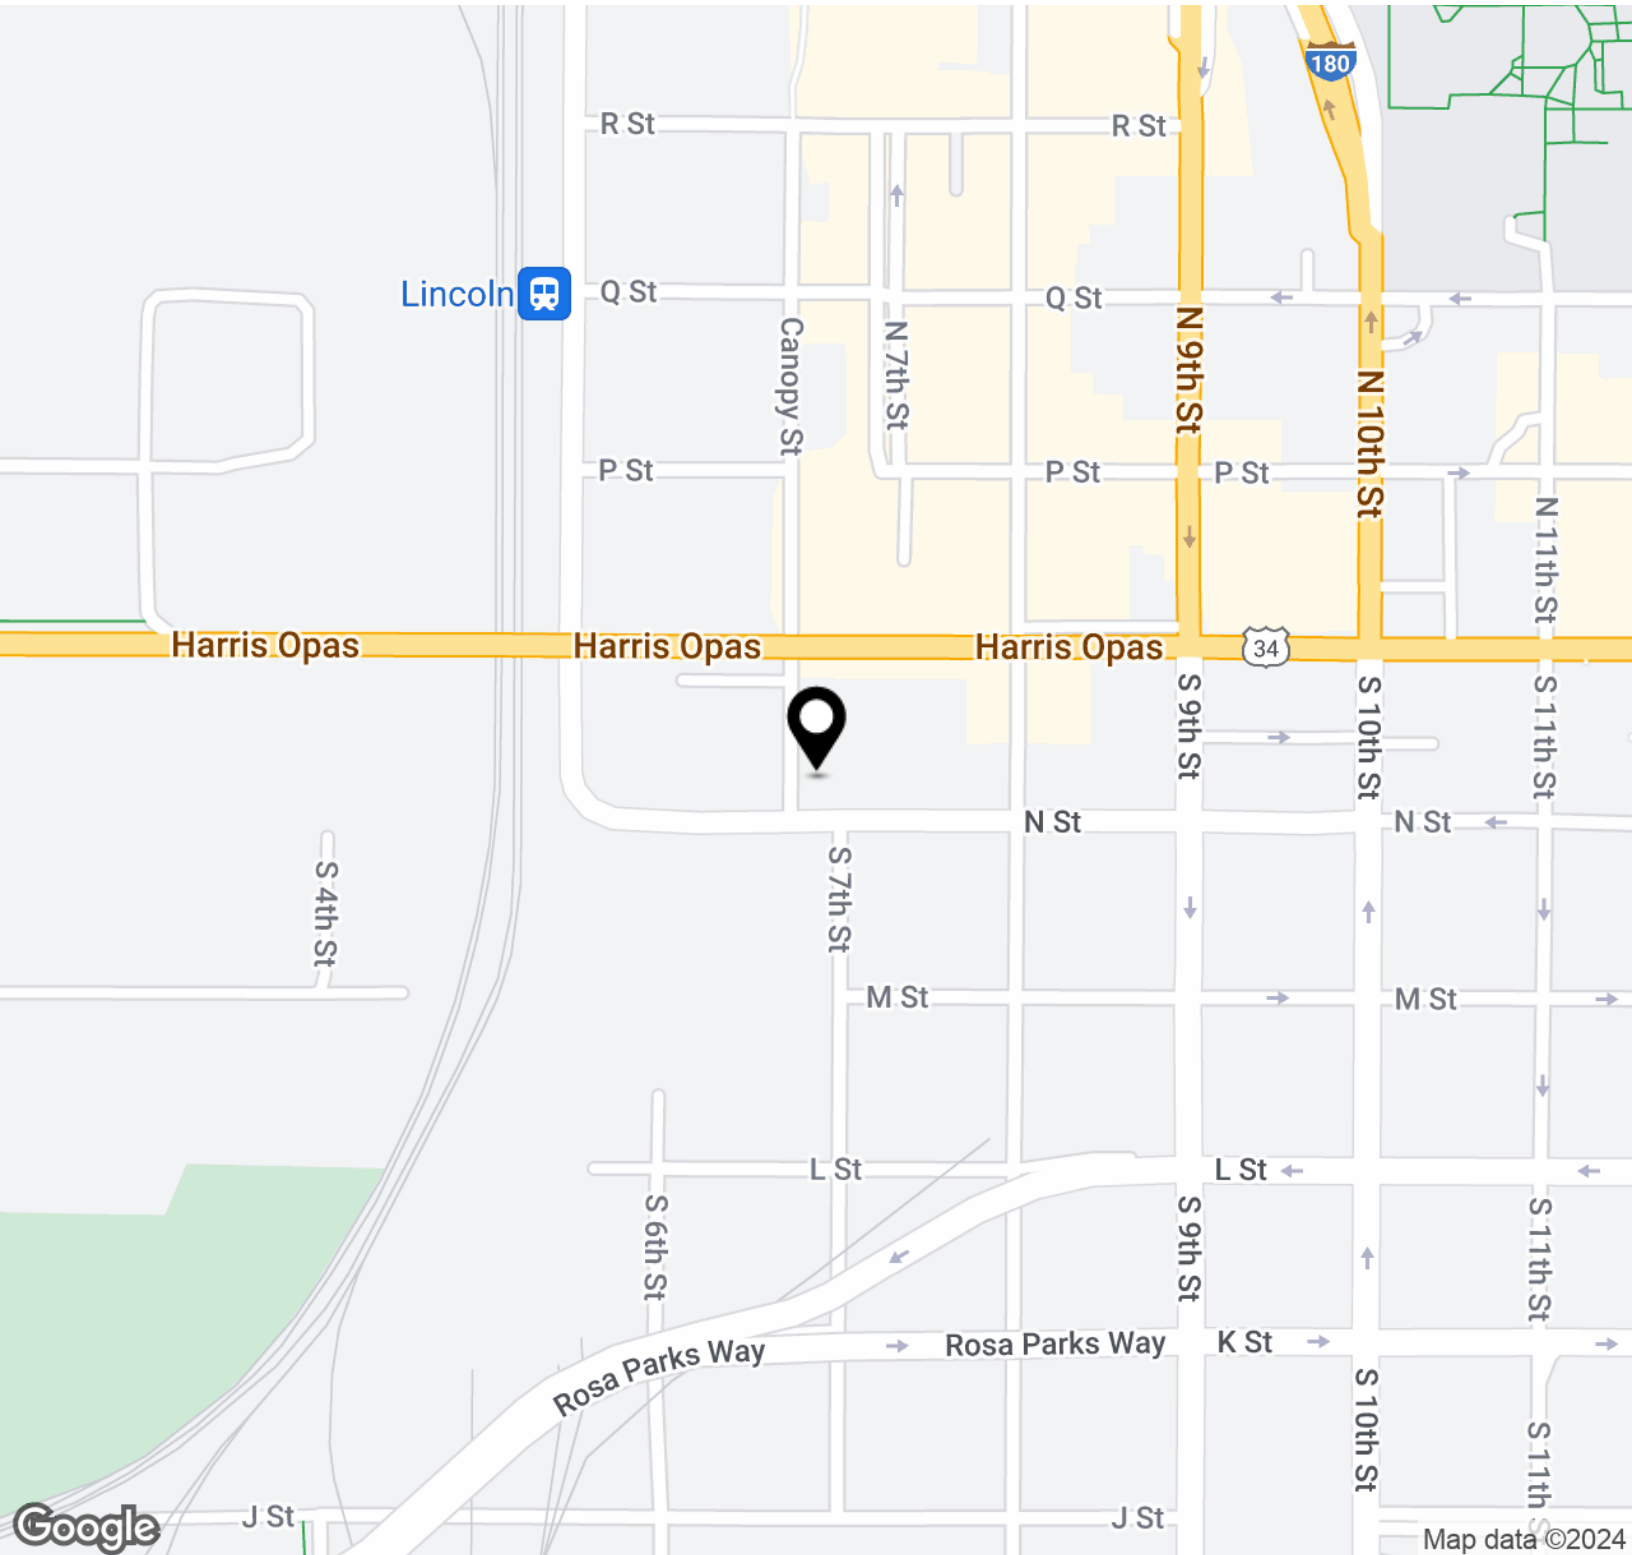 180
R St
R St
Lincoln
Q St
Q St
Canopy St
N 7th St
N 9th St
N 10th St
P St
P St
P St
N 11th St
Harris Opas
Harris Opas
Harris Opas
34
S 9th St
S 10th St
S 11th St
N St
N St
S 4th St
S 7th St
M St
M St
L St
L St
S 6th St
S 9th St
S 11th St
Rosa Parks Way
Rosa Parks Way
K St
S 10th St
S 11th S
J St
J St
Google
Map data ©2024